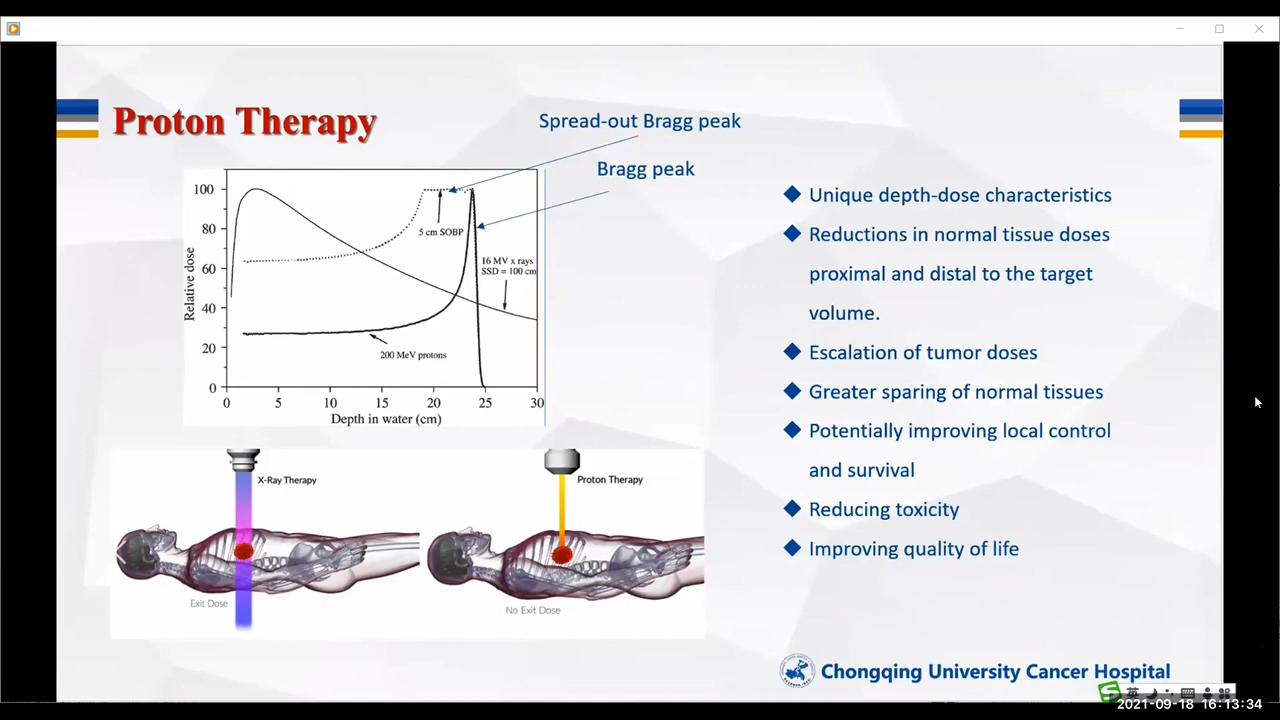 Proton Therapy
Spread-out Bragg peak
Bragg peak
Relative dose
100
80
60
40
20
0
5 cm SOBP
16 MV x rays
SSD = 100 cm
200 MeV protons
0 5 10 15 20 25 30
Depth in water (cm)
Unique depth-dose characteristics
Reductions in normal tissue doses
proximal and distal to the target
volume.
Escalation of tumor doses
Greater sparing of normal tissues
Potentially improving local control
and survival
Reducing toxicity
Improving quality of life
X-Ray Therapy
Exit Dose
Proton Therapy
No Exit Dose
Chongqing University Cancer Hospital
英
2021-09-18 16:13:34